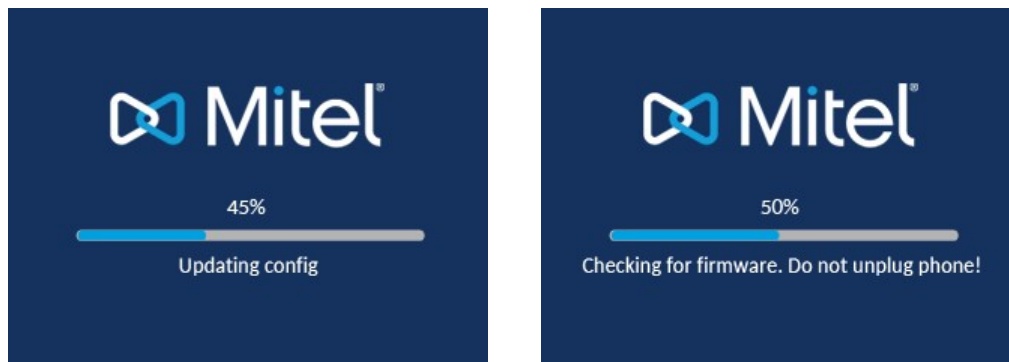 Mitel®
45%
Updating config
Mitel®
50%
Checking for firmware. Do not unplug phone!